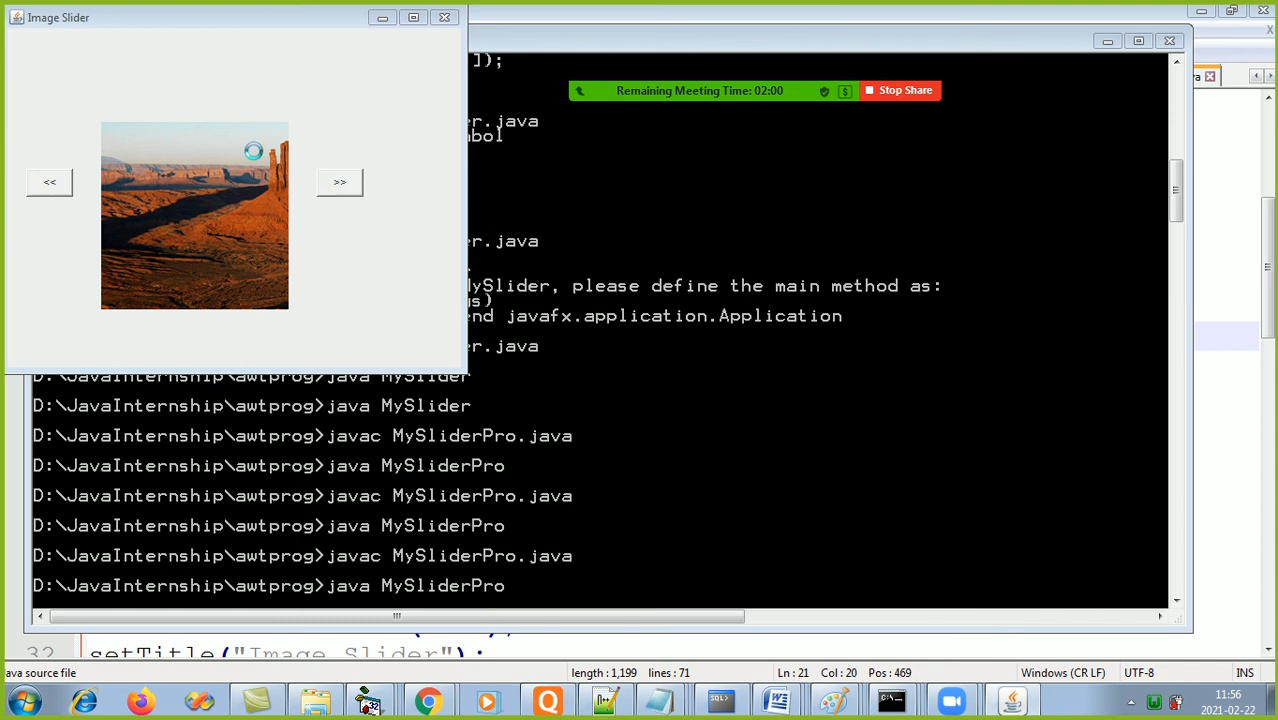 Image Slider
]);
Remaining Meeting Time: 02:00
$
Stop Share
er.java
mbol
<<
>>
er.java
MySlider, please define the main method as:
gs)
end javafx.application.Application
er.java
D:\JavaInternship\awtprog>java MySlider
D:\JavaInternship\awtprog>java MySlider
D:\JavaInternship\awtprog>javac MySliderPro.java
D:\JavaInternship\awtprog>java MySliderPro
D:\JavaInternship\awtprog>javac MySliderPro.java
D:\JavaInternship\awtprog>java MySliderPro
D:\JavaInternship\awtprog>javac MySliderPro.java
D:\JavaInternship\awtprog>java MySliderPro
32 setTitle("Image Slider");
ava source file length : 1,199 lines : 71 Ln : 21 Col : 20 Pos : 469 Windows (CR LF) UTF-8 INS
11:56
2021-02-22